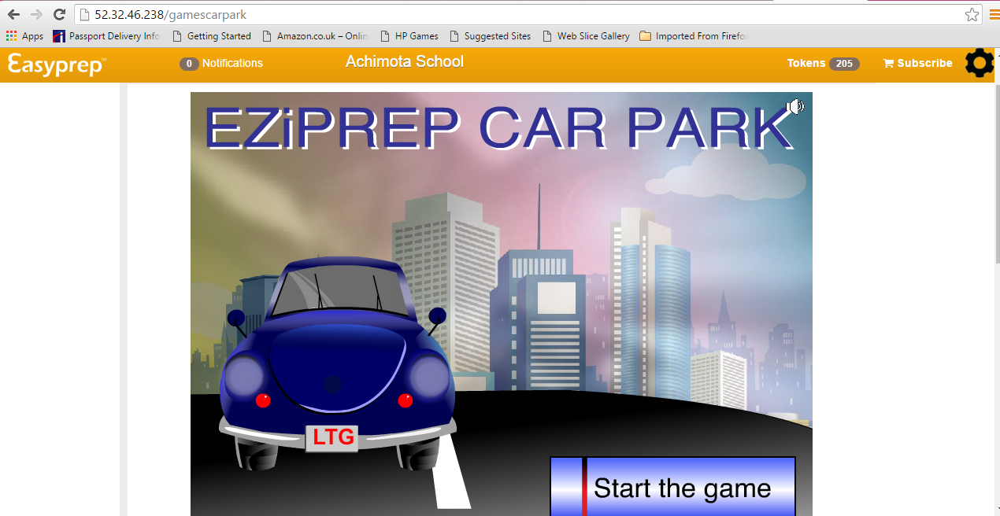 52.32.46.238/gamescarpark
Apps Passport Delivery Info Getting Started Amazon.co.uk – Onlin HP Games Suggested Sites Web Slice Gallery Imported From Firefo
Easyprep™ 0 Notifications Achimota School Tokens 205 Subscribe
EZiPREP CAR PARK
LTG
Start the game